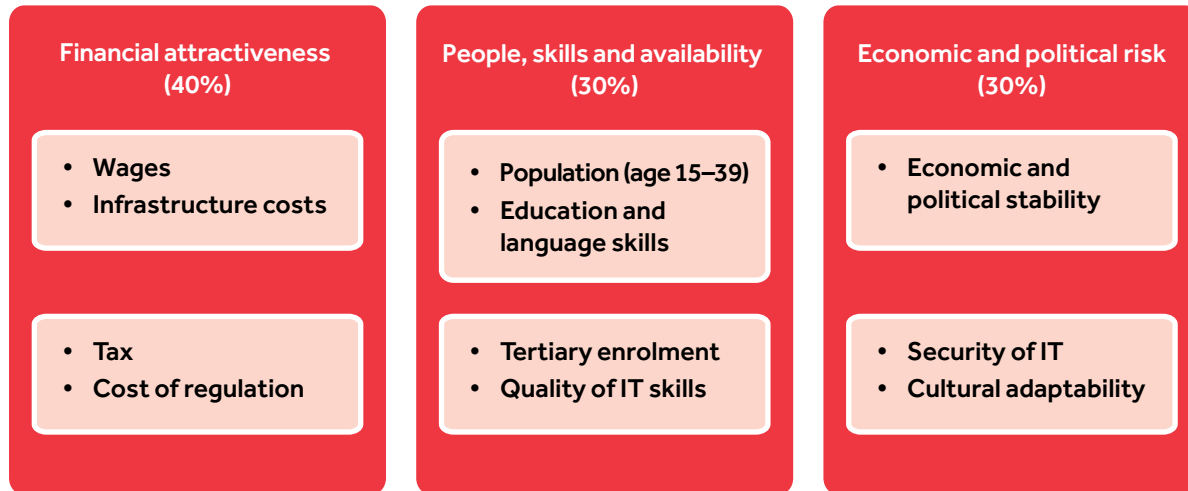 Financial attractiveness
(40%)
• Wages
• Infrastructure costs
• Tax
• Cost of regulation
People, skills and availability
(30%)
• Population (age 15–39)
• Education and
language skills
• Tertiary enrolment
• Quality of IT skills
Economic and political risk
(30%)
• Economic and
political stability
• Security of IT
• Cultural adaptability